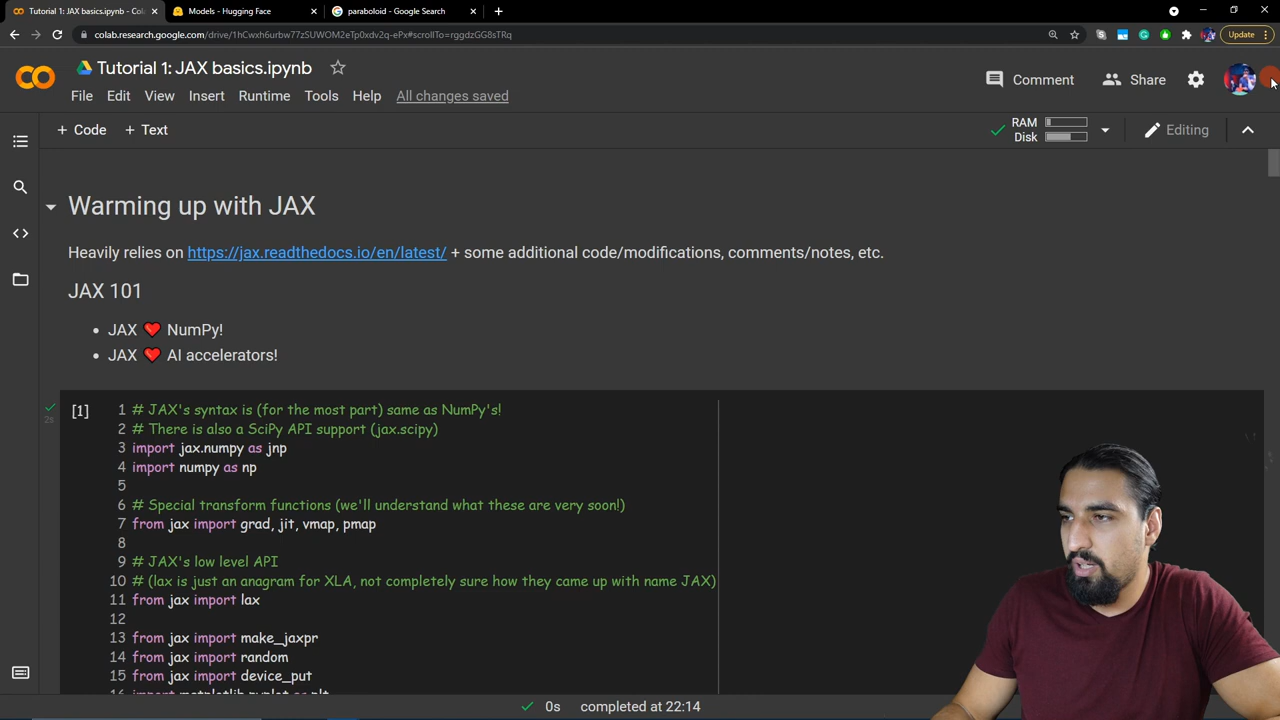 Tutorial 1: JAX basics.ipynb - Col
Models - Hugging Face
paraboloid - Google Search
colab.research.google.com/drive/1hCwxh6urbw77zSUWOM2eTp0xdv2q-ePx#scrollTo=rggdzGG8sTRq
Update
Tutorial 1: JAX basics.ipynb
Comment
Share
File Edit View Insert Runtime Tools Help All changes saved
+ Code + Text
RAM
Disk
Editing
Warming up with JAX
Heavily relies on https://jax.readthedocs.io/en/latest/ + some additional code/modifications, comments/notes, etc.
JAX 101
• JAX ❤️ NumPy!
• JAX ❤️ AI accelerators!
[1]
2s
1 # JAX's syntax is (for the most part) same as NumPy's!
2 # There is also a SciPy API support (jax.scipy)
3 import jax.numpy as jnp
4 import numpy as np
5
6 # Special transform functions (we'll understand what these are very soon!)
7 from jax import grad, jit, vmap, pmap
8
9 # JAX's low level API
10 # (lax is just an anagram for XLA, not completely sure how they came up with name JAX)
11 from jax import lax
12
13 from jax import make_jaxpr
14 from jax import random
15 from jax import device_put
16 import matplotlib.pyplot as plt
0s completed at 22:14